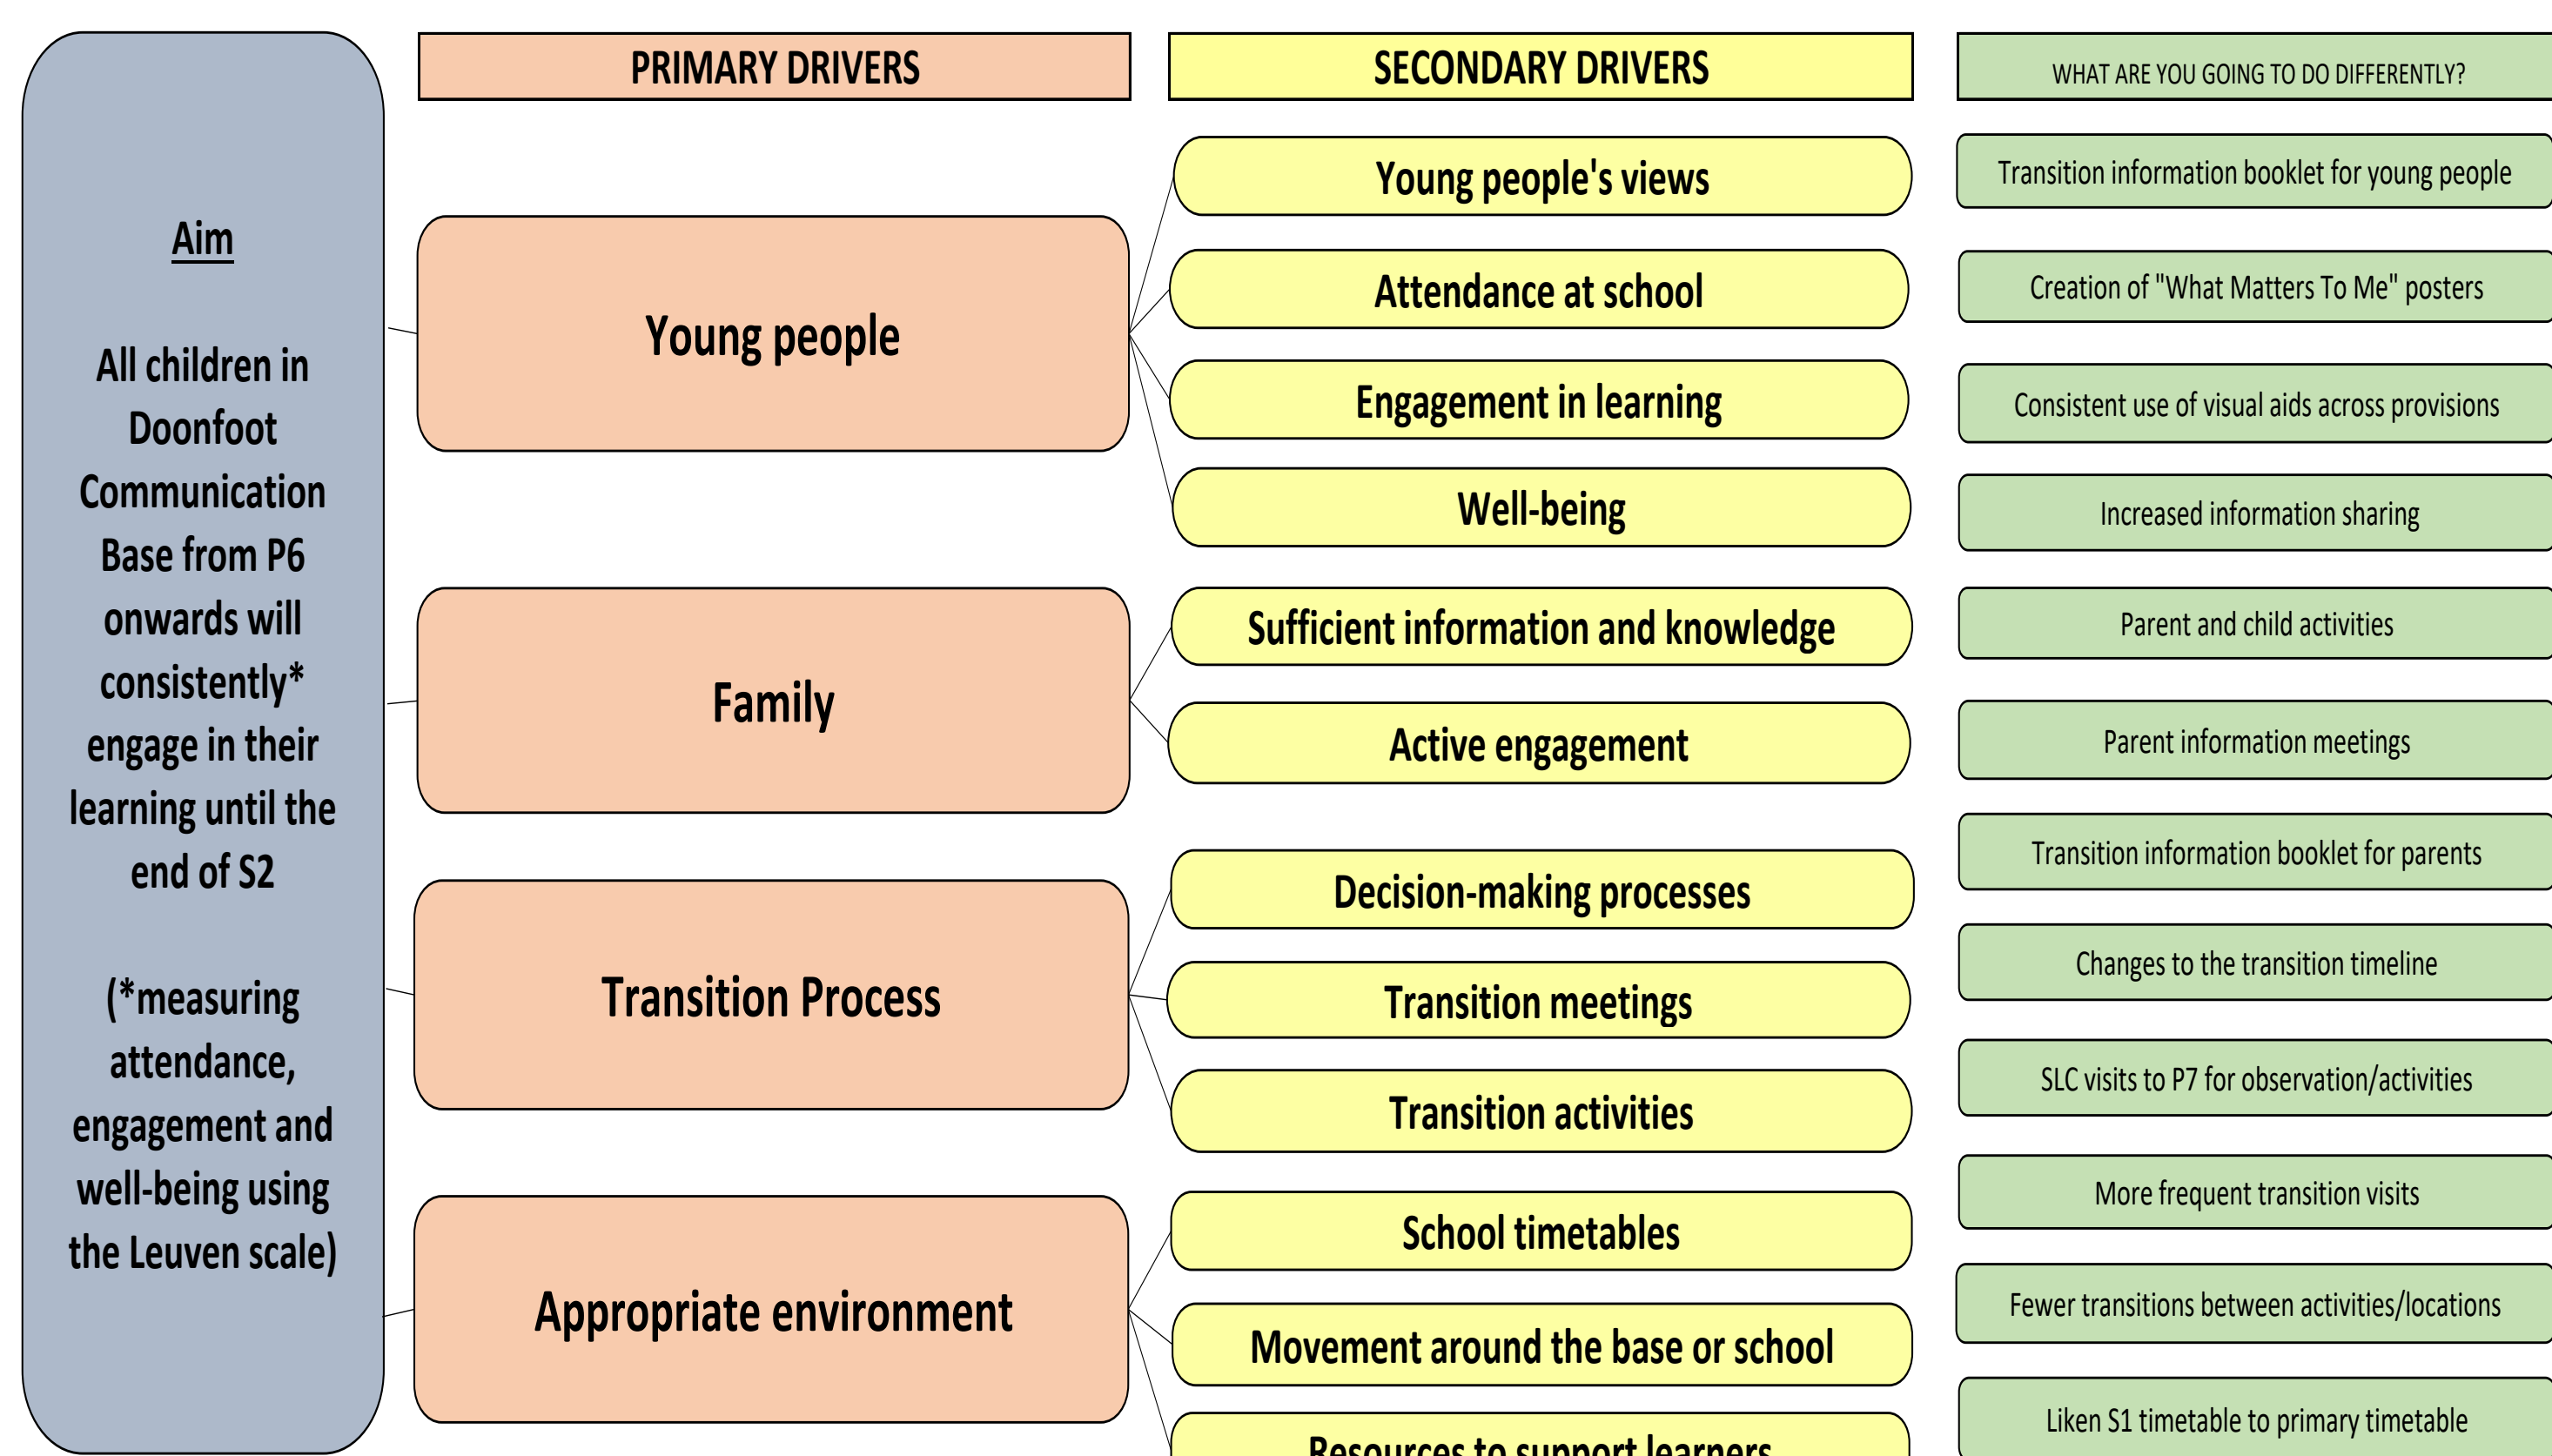 Aim
All children in
Doonfoot
Communication
Base from P6
onwards will
consistently*
engage in their
learning until the
end of S2
(*measuring
attendance,
engagement and
well-being using
the Leuven scale)
PRIMARY DRIVERS
Young people
Family
Transition Process
Appropriate environment
SECONDARY DRIVERS
Young people's views
Attendance at school
Engagement in learning
Well-being
Sufficient information and knowledge
Active engagement
Decision-making processes
Transition meetings
Transition activities
School timetables
Movement around the base or school
Resources to support learners
WHAT ARE YOU GOING TO DO DIFFERENTLY?
Transition information booklet for young people
Creation of "What Matters To Me" posters
Consistent use of visual aids across provisions
Increased information sharing
Parent and child activities
Parent information meetings
Transition information booklet for parents
Changes to the transition timeline
SLC visits to P7 for observation/activities
More frequent transition visits
Fewer transitions between activities/locations
Liken S1 timetable to primary timetable